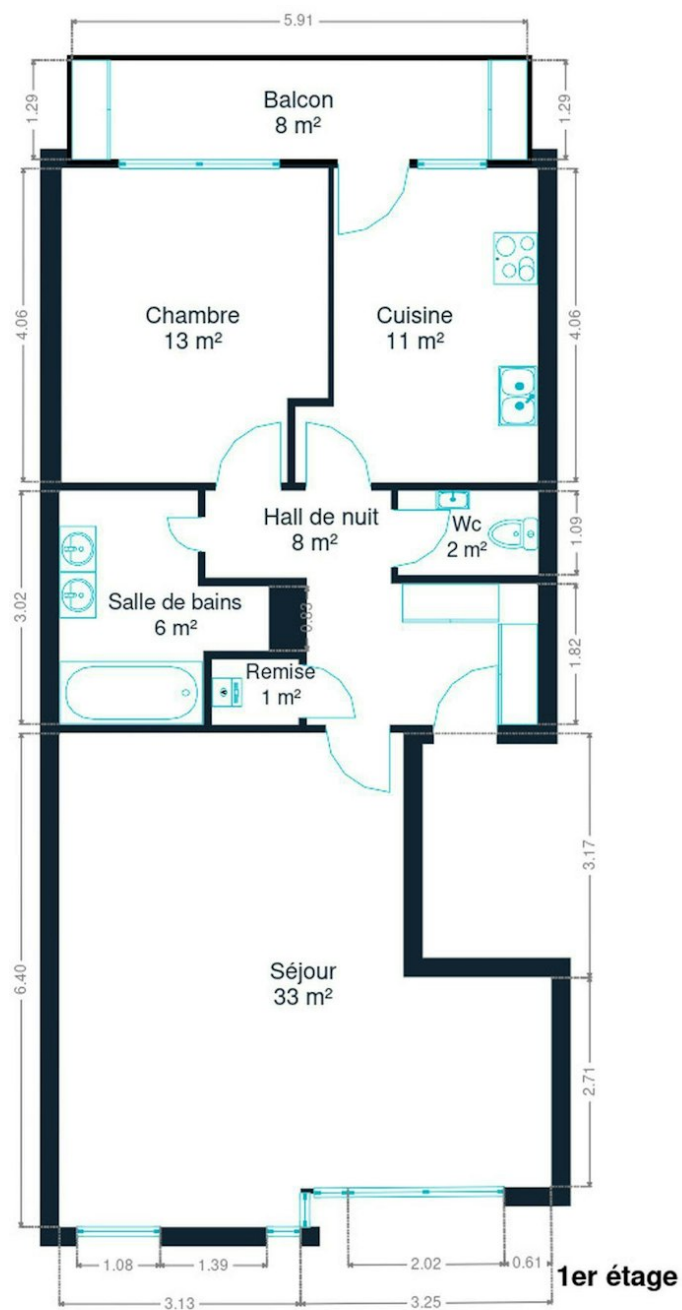 5.91
1.29
Balcon
8 m²
1.29
4.06
Chambre
13 m²
Cuisine
11 m²
4.06
3.02
Hall de nuit
8 m²
Wc
2 m²
1.09
Salle de bains
6 m²
0.83
1.82
Remise
1 m²
3.17
6.40
Séjour
33 m²
2.71
1.08
1.39
2.02
0.61
1er étage
3.13
3.25